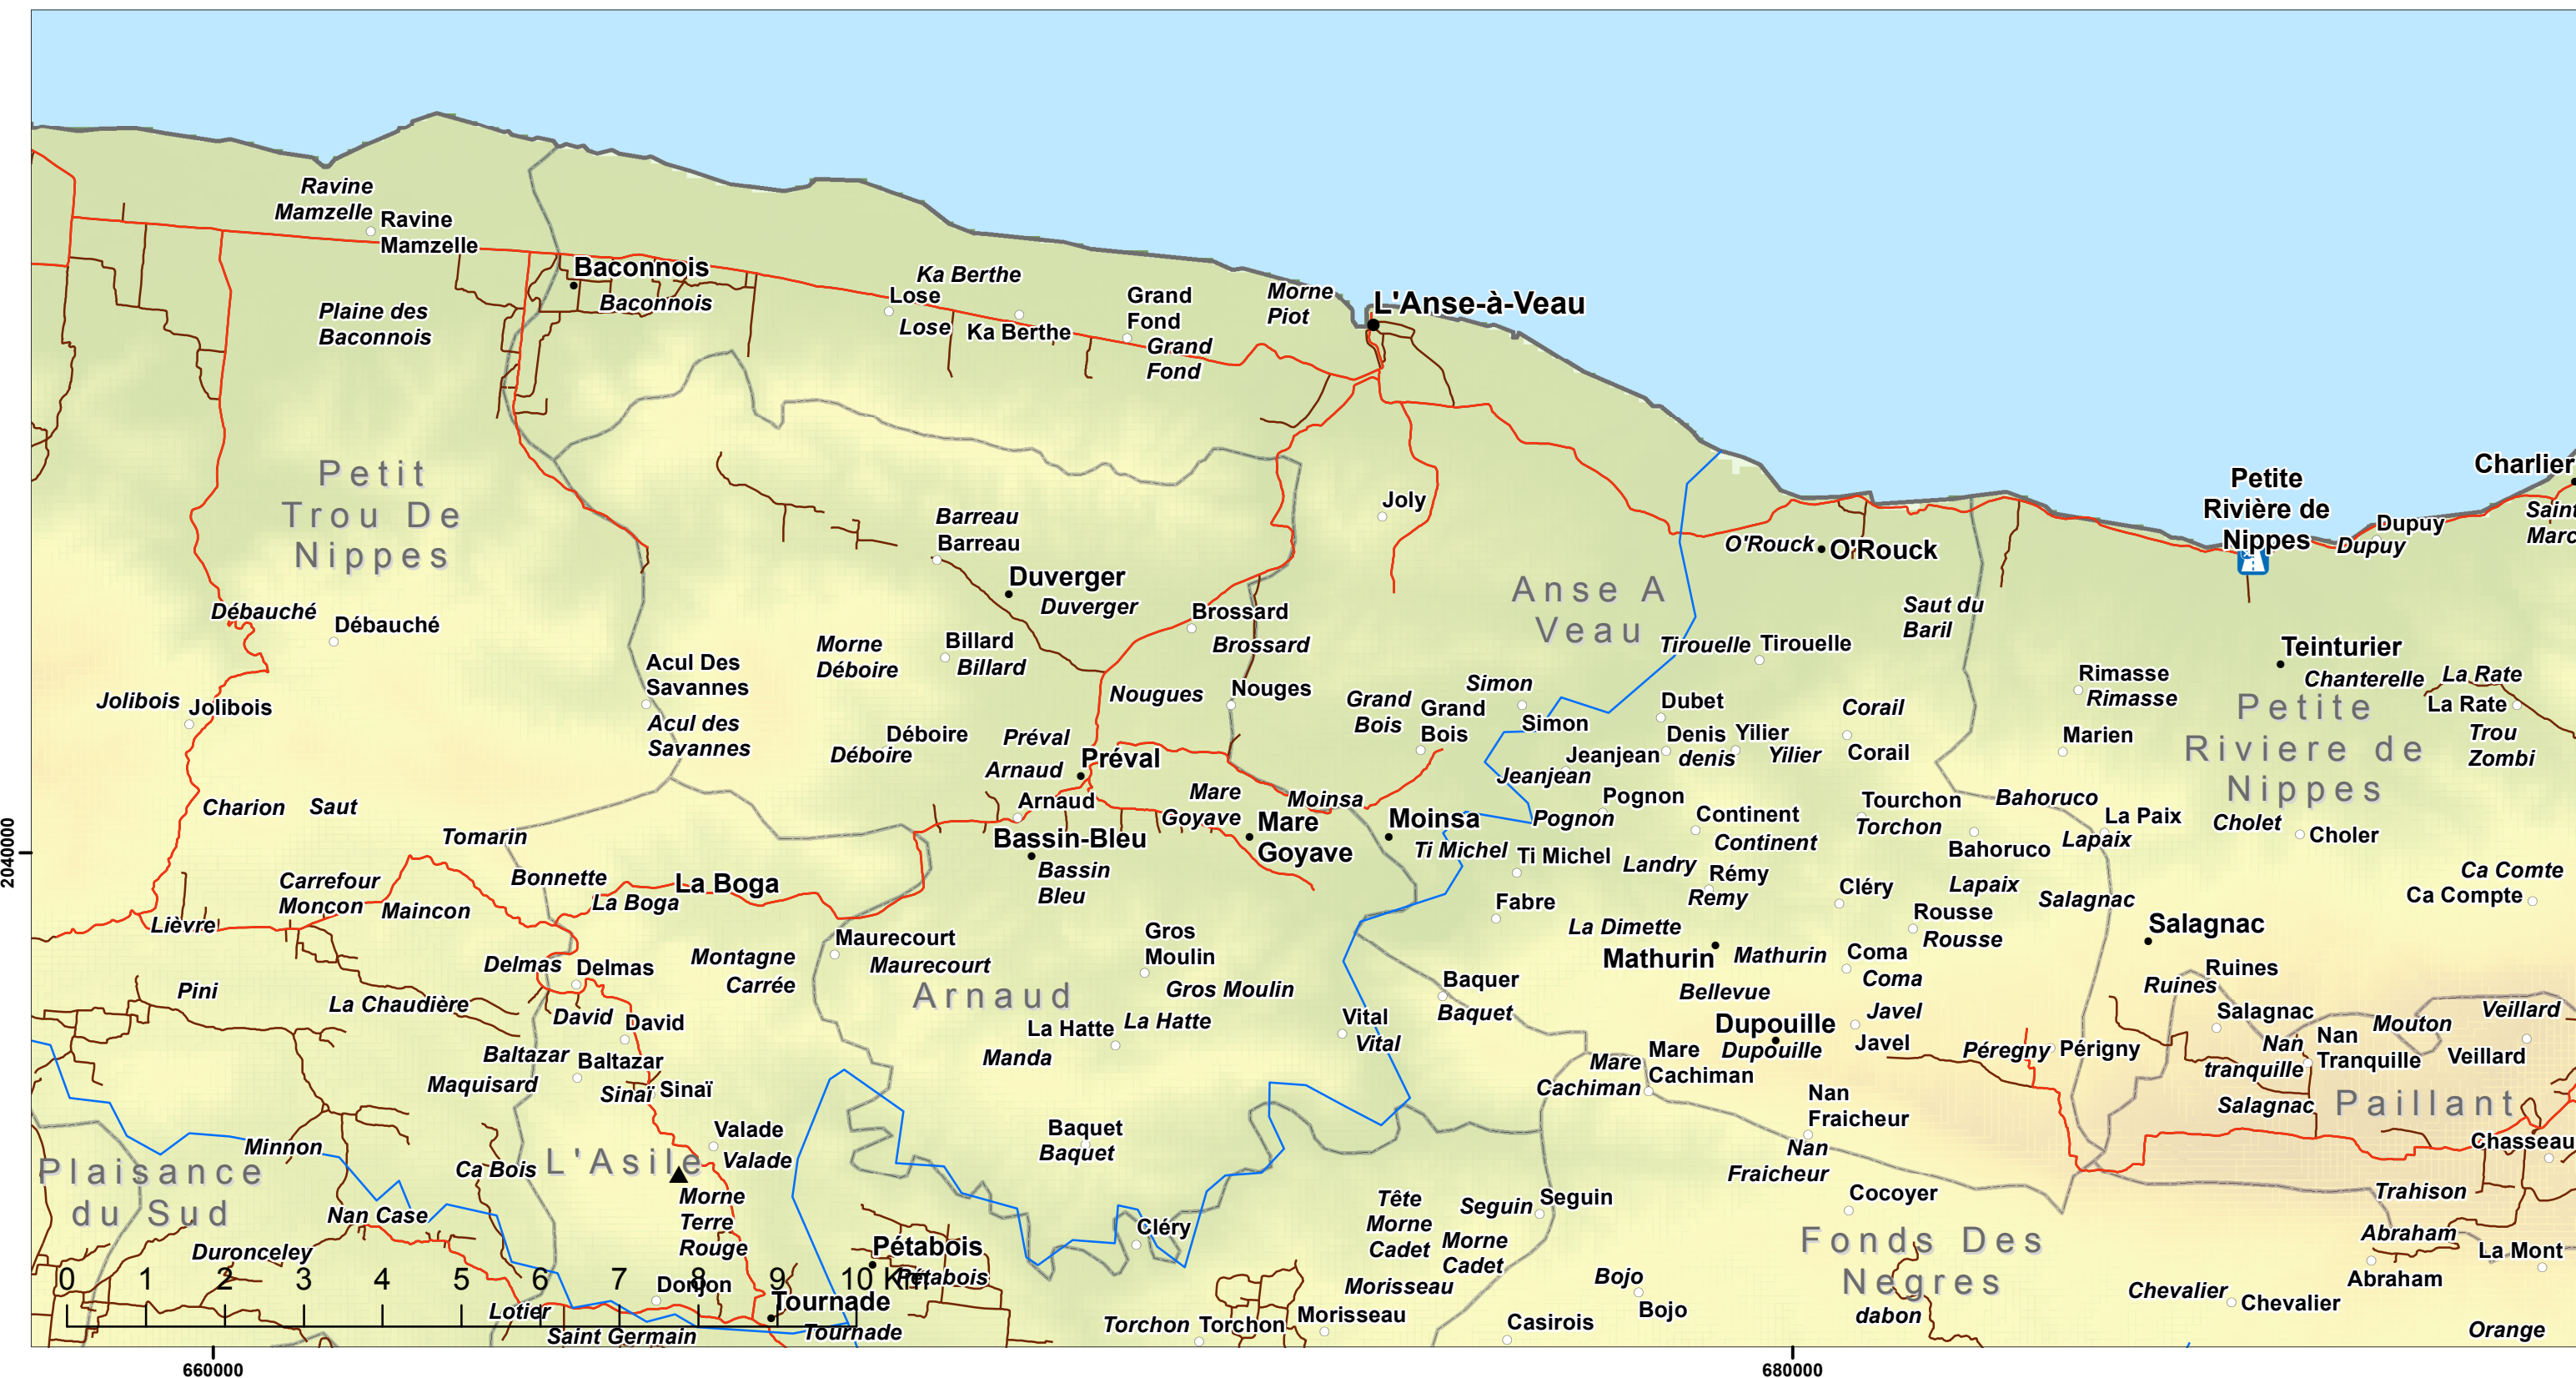 Ravine
Mamzelle
Ravine
Mamzelle
Baconnois
Baconnois
Plaine des
Baconnois
Ka Berthe
Lose
Lose
Ka Berthe
Grand
Fond
Grand
Fond
Morne
Piot
L'Anse-à-Veau
Petit
Trou De
Nippes
Joly
Barreau
Barreau
Duverger
Duverger
O'Rouck
O'Rouck
Petite
Rivière de
Nippes
Charlier
Dupuy
Dupuy
Saint
Marc
Anse A
Veau
Débauché
Débauché
Brossard
Brossard
Saut du
Baril
Morne
Déboire
Billard
Billard
Tirouelle
Tirouelle
Teinturier
Chanterelle
La Rate
La Rate
Trou
Zombi
Acul Des
Savannes
Acul des
Savannes
Jolibois
Jolibois
Nougues
Nouges
Grand
Bois
Grand
Bois
Simon
Simon
Dubet
Corail
Corail
Rimasse
Rimasse
Marien
Petite
Riviere de
Nippes
Déboire
Déboire
Préval
Préval
Arnaud
Arnaud
Jeanjean
Jeanjean
Denis
denis
Yilier
Yilier
Charion
Saut
Tomarin
Mare
Goyave
Mare
Goyave
Moinsa
Moinsa
Pognon
Pognon
Continent
Continent
Tourchon
Torchon
Bahoruco
Bahoruco
La Paix
Lapaix
Cholet
Choler
2040000
Bassin-Bleu
Bassin
Bleu
Ti Michel
Ti Michel
Landry
Rémy
Remy
Cléry
Lapaix
Salagnac
Salagnac
Ca Comte
Ca Compte
Carrefour
Moncon
Maincon
Bonnette
La Boga
La Boga
Lièvre
Fabre
La Dimette
Rousse
Rousse
Mathurin
Mathurin
Coma
Coma
Maurecourt
Maurecourt
Montagne
Carrée
Gros
Moulin
Gros Moulin
Arnaud
Delmas
Delmas
Pini
La Chaudière
David
David
La Hatte
La Hatte
Manda
Vital
Vital
Baquer
Baquet
Bellevue
Dupouille
Dupouille
Javel
Javel
Ruines
Ruines
Salagnac
Nan
tranquille
Nan
Tranquille
Mouton
Veillard
Veillard
Péregny
Périgny
Salagnac
Paillant
Baltazar
Baltazar
Maquisard
Sinaï
Sinaï
Mare
Cachiman
Mare
Cachiman
Nan
Fraicheur
Nan
Fraicheur
Chasseau
Valade
Valade
Minnon
Plaisance
du Sud
Ca Bois
L'Asile
Morne
Terre
Rouge
Baquet
Baquet
Nan Case
Duronceley
Cléry
Tête
Morne
Cadet
Seguin
Seguin
Morne
Cadet
Morisseau
Morisseau
Cocoyer
Fonds Des
Negres
dabon
Trahison
Abraham
Abraham
La Mont
Pétabois
Pétabois
0 1 2 3 4 5 6 7 8 9 10 Km
Donjon
Tournade
Tournade
Lotier
Saint Germain
Torchon
Torchon
Bojo
Bojo
Casirois
Chevalier
Chevalier
Orange
660000
680000